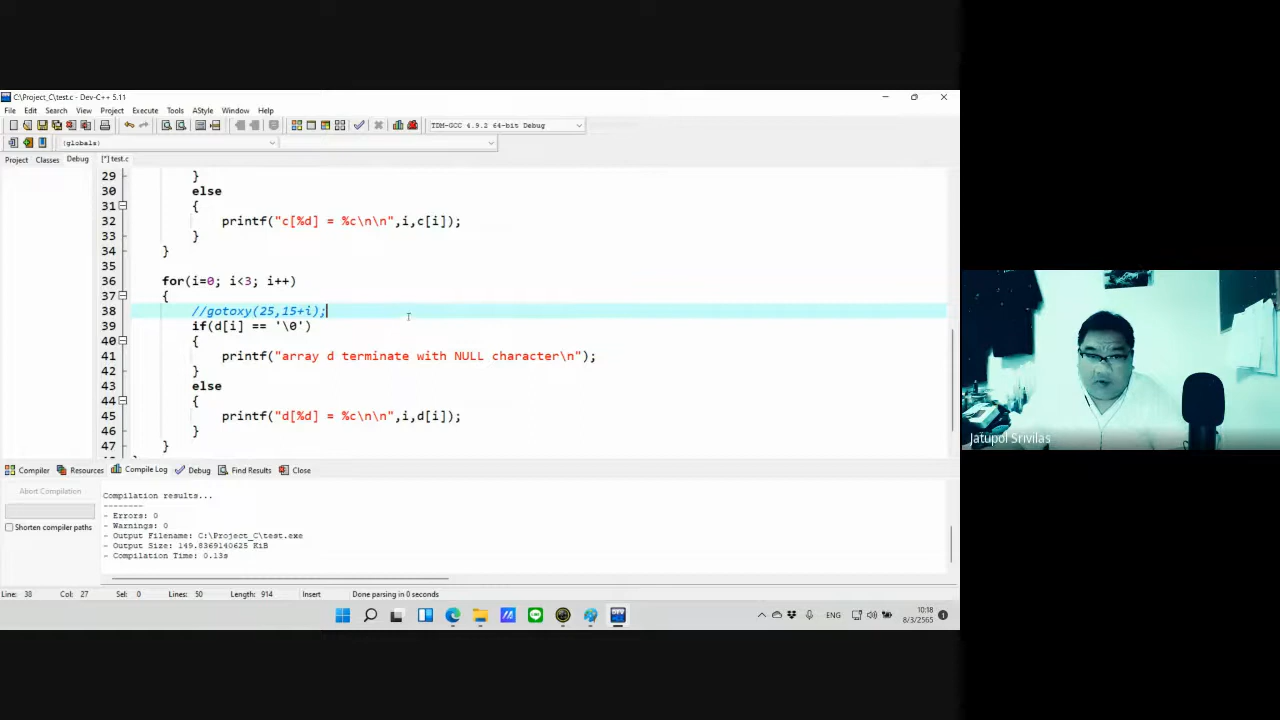 C:\Project_C\test.c - Dev-C++ 5.11
File Edit Search View Project Execute Tools AStyle Window Help
TDM-GCC 4.9.2 64-bit Debug
(globals)
Project Classes Debug [*] test.c
29 }
30 else
31 {
32 printf("c[%d] = %c\n\n",i,c[i]);
33 }
34 }
35
36 for(i=0; i<3; i++)
37 {
38 //gotoxy(25,15+i);
39 if(d[i] == '\0')
40 {
41 printf("array d terminate with NULL character\n");
42 }
43 else
44 {
45 printf("d[%d] = %c\n\n",i,d[i]);
46 }
47 }
Jatupol Srivilas
Compiler Resources Compile Log Debug Find Results Close
Abort Compilation
Shorten compiler paths
Compilation results...
--------
- Errors: 0
- Warnings: 0
- Output Filename: C:\Project_C\test.exe
- Output Size: 149.8369140625 KiB
- Compilation Time: 0.13s
Line: 38 Col: 27 Sel: 0 Lines: 50 Length: 914 Insert Done parsing in 0 seconds
ENG
10:18
8/3/2565